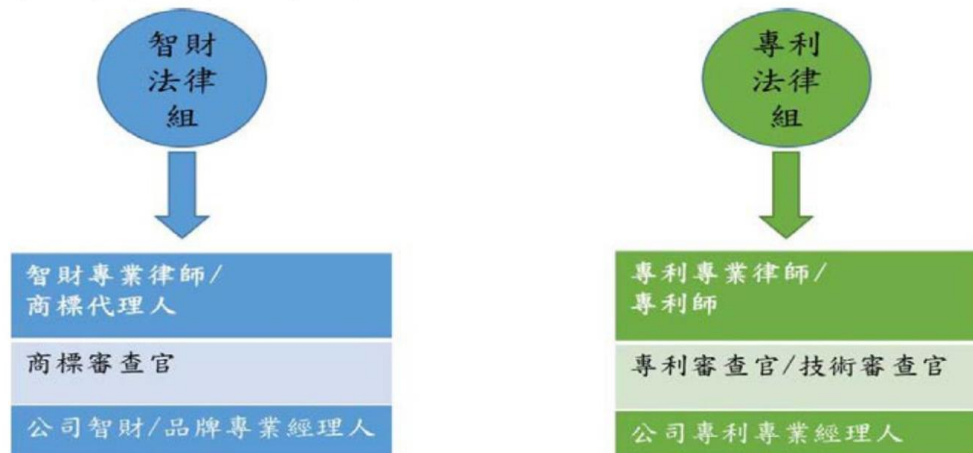 智財
法律
組
專利
法律
組
智財專業律師/
商標代理人
商標審查官
公司智財/品牌專業經理人
專利專業律師/
專利師
專利審查官/技術審查官
公司專利專業經理人